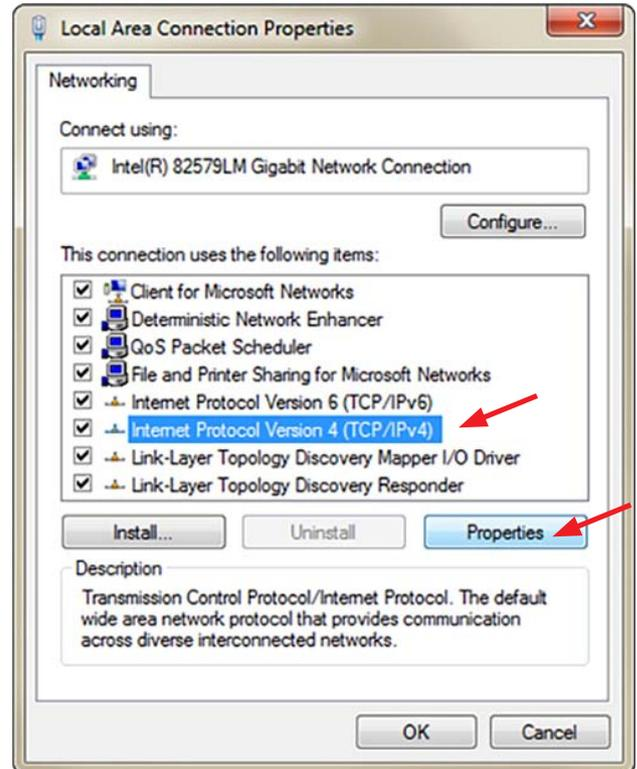 Local Area Connection Properties
Networking
Connect using:
Intel(R) 82579LM Gigabit Network Connection
Configure...
This connection uses the following items:
Client for Microsoft Networks
Deterministic Network Enhancer
QoS Packet Scheduler
File and Printer Sharing for Microsoft Networks
Internet Protocol Version 6 (TCP/IPv6)
Internet Protocol Version 4 (TCP/IPv4)
Link-Layer Topology Discovery Mapper I/O Driver
Link-Layer Topology Discovery Responder
Install... Uninstall Properties
Description
Transmission Control Protocol/Internet Protocol. The default
wide area network protocol that provides communication
across diverse interconnected networks.
OK Cancel